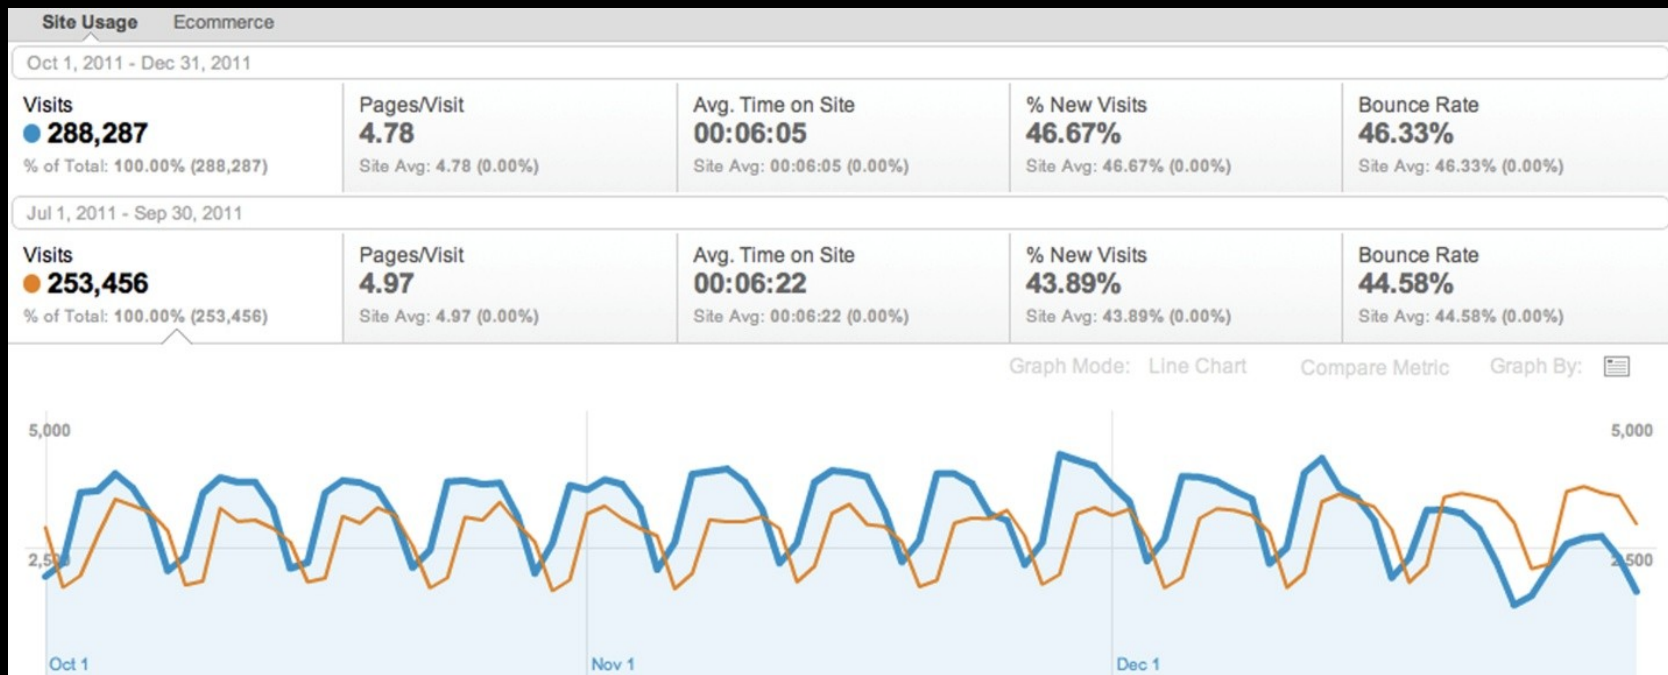 Site Usage Ecommerce
Oct 1, 2011 - Dec 31, 2011
Visits Pages/Visit Avg. Time on Site % New Visits Bounce Rate
288,287 4.78 00:06:05 46.67% 46.33%
% of Total: 100.00% (288,287) Site Avg: 4.78 (0.00%) Site Avg: 00:06:05 (0.00%) Site Avg: 46.67% (0.00%) Site Avg: 46.33% (0.00%)
Jul 1, 2011 - Sep 30, 2011
Visits Pages/Visit Avg. Time on Site % New Visits Bounce Rate
253,456 4.97 00:06:22 43.89% 44.58%
% of Total: 100.00% (253,456) Site Avg: 4.97 (0.00%) Site Avg: 00:06:22 (0.00%) Site Avg: 43.89% (0.00%) Site Avg: 44.58% (0.00%)
Graph Mode: Line Chart Compare Metric Graph By:
5,000 5,000
2,500 2,500
Oct 1 Nov 1 Dec 1